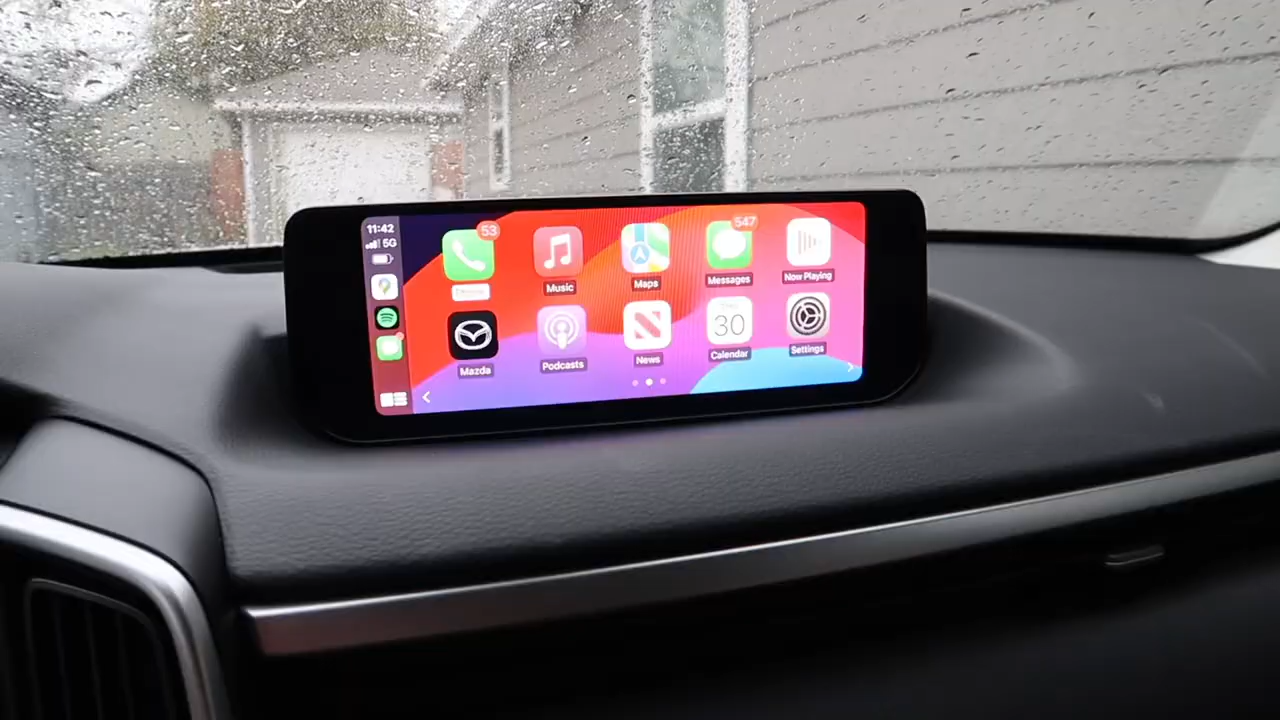 11:42
5G
53
547
Music
Maps
Messages
Now Playing
30
Mazda
Podcasts
News
Calendar
Settings